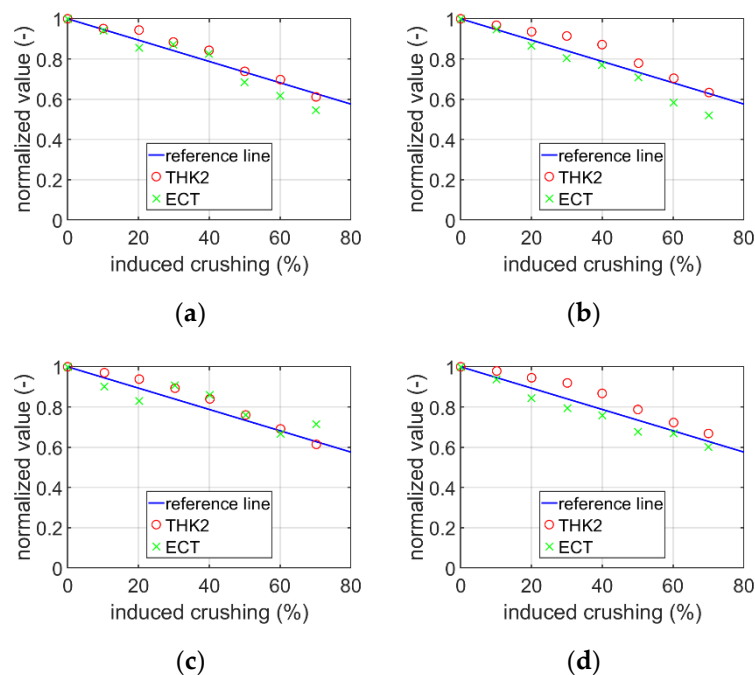 1
0.8
0.6
0.4
0.2
0
normalized value (-)
reference line
THK2
ECT
0 20 40 60 80
induced crushing (%)
(a)
1
0.8
0.6
0.4
0.2
0
normalized value (-)
reference line
THK2
ECT
0 20 40 60 80
induced crushing (%)
(b)
1
0.8
0.6
0.4
0.2
0
normalized value (-)
reference line
THK2
ECT
0 20 40 60 80
induced crushing (%)
(c)
1
0.8
0.6
0.4
0.2
0
normalized value (-)
reference line
THK2
ECT
0 20 40 60 80
induced crushing (%)
(d)